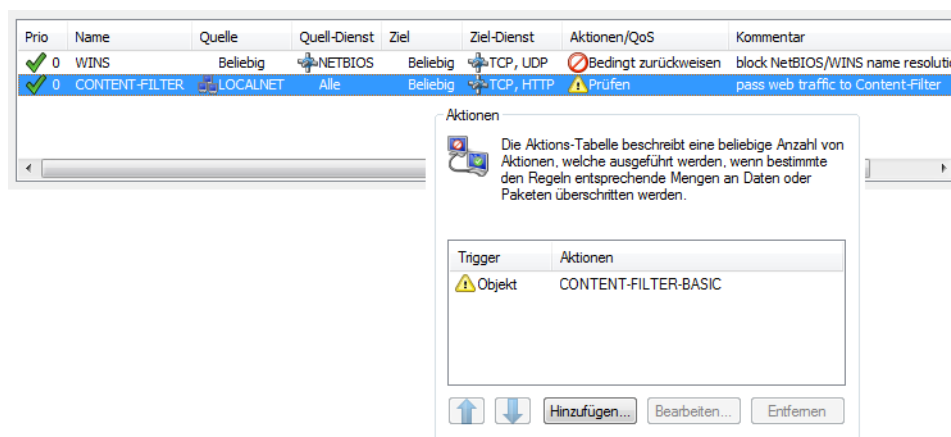 Prio Name Quelle Quell-Dienst Ziel Ziel-Dienst Aktionen/QoS Kommentar
0 WINS Beliebig NETBIOS Beliebig TCP, UDP Bedingt zurückweisen block NetBIOS/WINS name resolutio
0 CONTENT-FILTER LOCALNET Alle Beliebig TCP, HTTP Prüfen pass web traffic to Content-Filter
Aktionen
Die Aktions-Tabelle beschreibt eine beliebige Anzahl von
Aktionen, welche ausgeführt werden, wenn bestimmte
den Regeln entsprechende Mengen an Daten oder
Paketen überschritten werden.
Trigger Aktionen
Objekt CONTENT-FILTER-BASIC
Hinzufügen... Bearbeiten... Entfernen